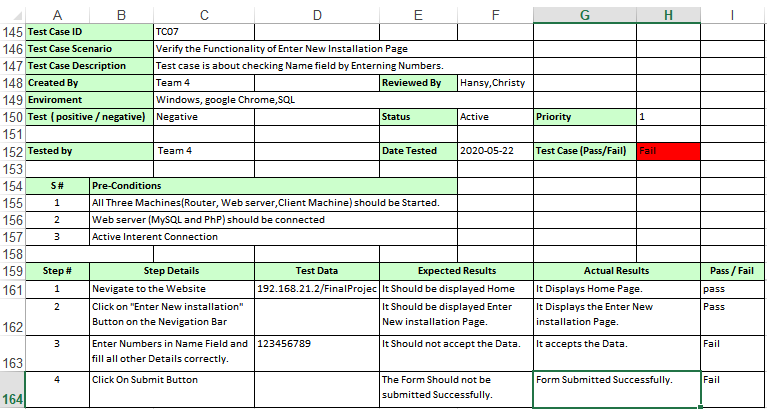 A B C D E F G H I
145 Test Case ID TC07
146 Test Case Scenario Verify the Functionality of Enter New Installation Page
147 Test Case Description Test case is about checking Name field by Enterning Numbers.
148 Created By Team 4 Reviewed By Hansy,Christy
149 Enviroment Windows, google Chrome,SQL
150 Test ( positive / negative) Negative Status Active Priority 1
151
152 Tested by Team 4 Date Tested 2020-05-22 Test Case (Pass/Fail) Fail
153
154 S # Pre-Conditions
155 1 All Three Machines(Router, Web server,Client Machine) should be Started.
156 2 Web server (MySQL and PhP) should be connected
157 3 Active Interent Connection
158
159 Step # Step Details Test Data Expected Results Actual Results Pass / Fail
161 1 Nevigate to the Website 192.168.21.2/FinalProjec It Should be displayed Home It Displays Home Page. pass
2 Click on "Enter New installation" It Should be displayed Enter It Displays the Enter New Pass
162 Button on the Nevigation Bar New installation Page. installation Page.
3 Enter Numbers in Name Field and 123456789 It Should not accept the Data. It accepts the Data. Fail
163 fill all other Details correctly.
4 Click On Submit Button The Form Should not be Form Submitted Successfully. Fail
164 submitted Successfully.